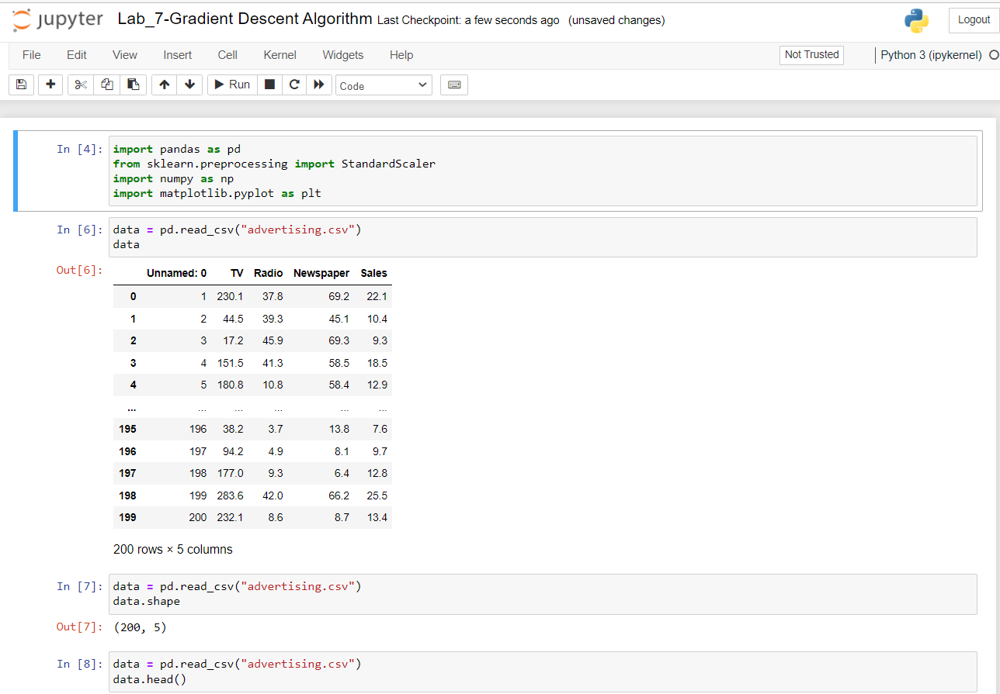 jupyter Lab_7-Gradient Descent Algorithm Last Checkpoint: a few seconds ago (unsaved changes) Logout
File Edit View Insert Cell Kernel Widgets Help Not Trusted Python 3 (ipykernel)
Run Code
In [4]: import pandas as pd
from sklearn.preprocessing import StandardScaler
import numpy as np
import matplotlib.pyplot as plt
In [6]: data = pd.read_csv("advertising.csv")
data
Out[6]: Unnamed: 0 TV Radio Newspaper Sales
0 1 230.1 37.8 69.2 22.1
1 2 44.5 39.3 45.1 10.4
2 3 17.2 45.9 69.3 9.3
3 4 151.5 41.3 58.5 18.5
4 5 180.8 10.8 58.4 12.9
... ... ... ... ... ...
195 196 38.2 3.7 13.8 7.6
196 197 94.2 4.9 8.1 9.7
197 198 177.0 9.3 6.4 12.8
198 199 283.6 42.0 66.2 25.5
199 200 232.1 8.6 8.7 13.4
200 rows × 5 columns
In [7]: data = pd.read_csv("advertising.csv")
data.shape
Out[7]: (200, 5)
In [8]: data = pd.read_csv("advertising.csv")
data.head()